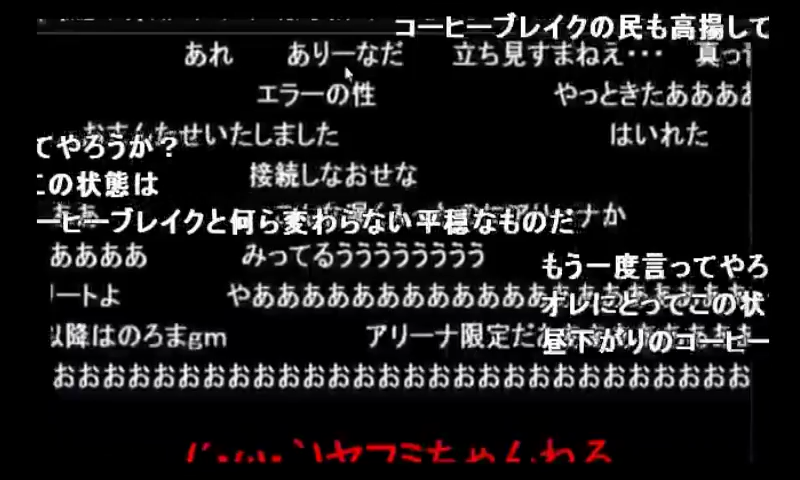 コーヒーブレイクの民も高揚して
あれ ありーなだ 立ち見すまねえ・・・ 真っ
エラーの性 やっときたああああ
おまんたせいたしました はいれた
てやろうか？
この状態は 接続しなおせな
ーヒーブレイクと何ら変わらない平穏なものだ
ああああ みってるうううううううう
もう一度言ってやろ
リートよ やああああああああああああ
オレにとってこの状
以降はのろまgm アリーナ限定だ
昼下がりのコーヒー
おおおおおおおおおおおおおおおおおおおおおおおおおおお